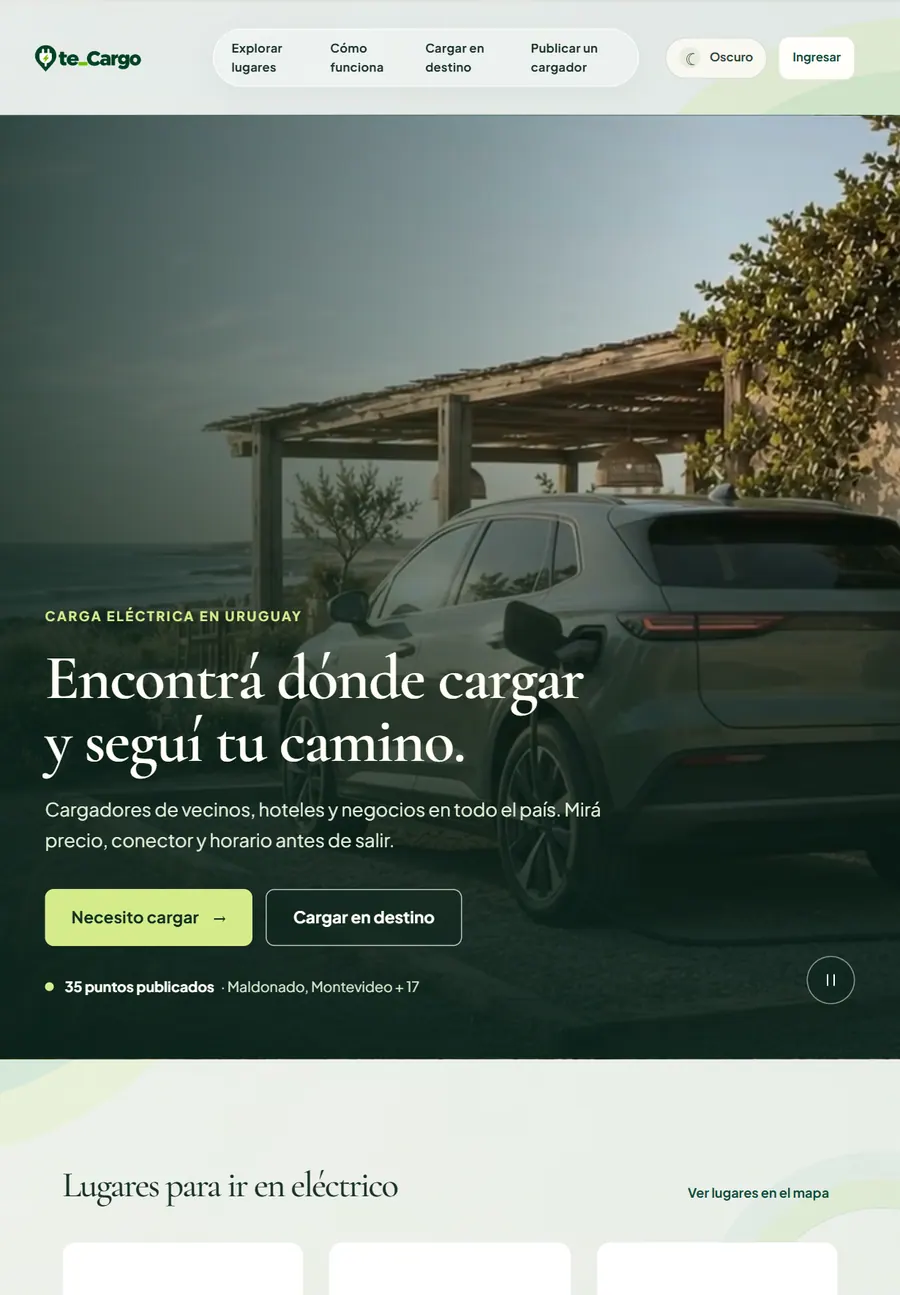 te_Cargo
Explorar lugares
Cómo funciona
Cargar en destino
Publicar un cargador
Oscuro
Ingresar
CARGA ELÉCTRICA EN URUGUAY
Encontrá dónde cargar
y seguí tu camino.
Cargadores de vecinos, hoteles y negocios en todo el país. Mirá
precio, conector y horario antes de salir.
Necesito cargar →
Cargar en destino
35 puntos publicados · Maldonado, Montevideo + 17
Lugares para ir en eléctrico
Ver lugares en el mapa